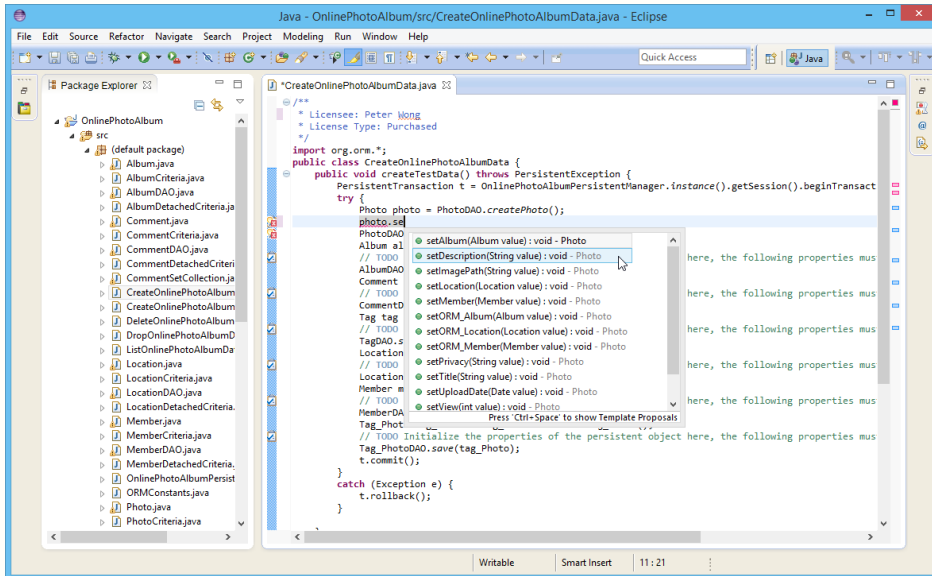 Java - OnlinePhotoAlbum/src/CreateOnlinePhotoAlbumData.java - Eclipse
File Edit Source Refactor Navigate Search Project Modeling Run Window Help
Quick Access
Java
Package Explorer
OnlinePhotoAlbum
src
(default package)
Album.java
AlbumCriteria.java
AlbumDAO.java
AlbumDetachedCriteria.ja
Comment.java
CommentCriteria.java
CommentDAO.java
CommentDetachedCriteri
CommentSetCollection.ja
CreateOnlinePhotoAlbum
CreateOnlinePhotoAlbum
DeleteOnlinePhotoAlbum
DropOnlinePhotoAlbumD
ListOnlinePhotoAlbumDa
Location.java
LocationCriteria.java
LocationDAO.java
LocationDetachedCriteria.
Member.java
MemberCriteria.java
MemberDAO.java
MemberDetachedCriteria.
OnlinePhotoAlbumPersist
ORMConstants.java
Photo.java
PhotoCriteria.java
*CreateOnlinePhotoAlbumData.java
/**
* Licensee: Peter Wong
* License Type: Purchased
*/
import org.orm.*;
public class CreateOnlinePhotoAlbumData {
public void createTestData() throws PersistentException {
PersistentTransaction t = OnlinePhotoAlbumPersistentManager.instance().getSession().beginTransact
try {
Photo photo = PhotoDAO.createPhoto();
photo.se
PhotoDAO
Album al
// TODO here, the following properties mus
AlbumDAO
Comment
// TODO here, the following properties mus
CommentD
Tag tag
// TODO here, the following properties mus
TagDAO.s
Location
// TODO here, the following properties mus
Location
Member m
// TODO here, the following properties mus
MemberDA
Tag_Phot
// TODO Initialize the properties of the persistent object here, the following properties mus
Tag_PhotoDAO.save(tag_Photo);
t.commit();
}
catch (Exception e) {
t.rollback();
}
setAlbum(Album value) : void - Photo
setDescription(String value) : void - Photo
setImagePath(String value) : void - Photo
setLocation(Location value) : void - Photo
setMember(Member value) : void - Photo
setORM_Album(Album value) : void - Photo
setORM_Location(Location value) : void - Photo
setORM_Member(Member value) : void - Photo
setPrivacy(String value) : void - Photo
setTitle(String value) : void - Photo
setUploadDate(Date value) : void - Photo
setView(int value) : void - Photo
Press 'Ctrl+Space' to show Template Proposals
Writable Smart Insert 11 : 21